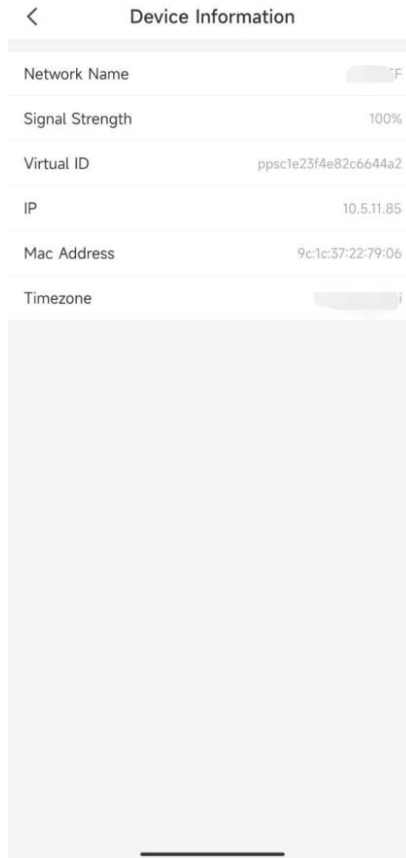 Device Information
Network Name F
Signal Strength 100%
Virtual ID ppsc1e23f4e82c6644a2
IP 10.5.11.85
Mac Address 9c:1c:37:22:79:06
Timezone i